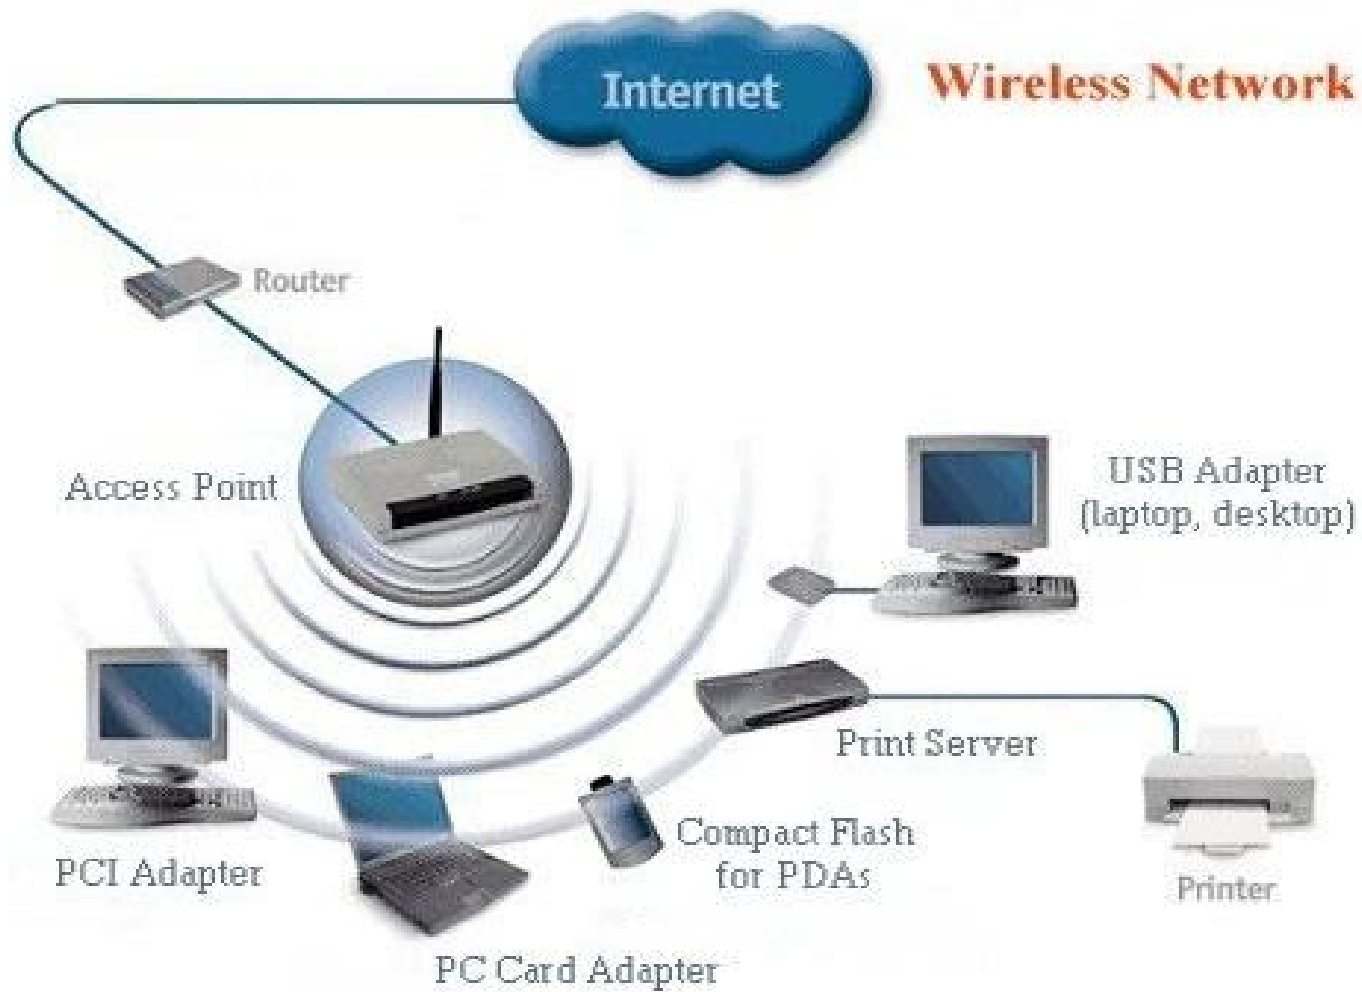 Internet
Wireless Network
Router
Access Point
USB Adapter
(laptop, desktop)
Print Server
PCI Adapter
Compact Flash
for PDAs
Printer
PC Card Adapter